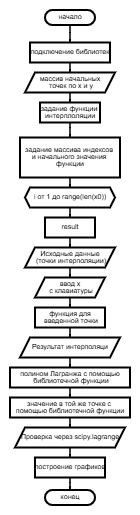 начало
подключение библиотек
массив начальных
точек по x и y
задание функции
интерполяции
задание массива индексов
и начального значения
функции
i от 1 до range(len(x0))
result
Исходные данные
(точки интерполяции)
ввод x
с клавиатуры
функция для
введенной точки
Результат интерполяци
полином Лагранжа с помощью
библиотечной функции
значение в той же точке с
помощью библиотечной функции
Проверка через scipy.lagrange
построение графиков
конец